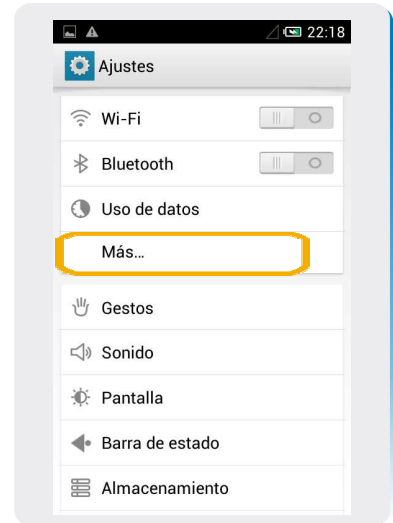 22:18
Ajustes
Wi-Fi
Bluetooth
Uso de datos
Más...
Gestos
Sonido
Pantalla
Barra de estado
Almacenamiento